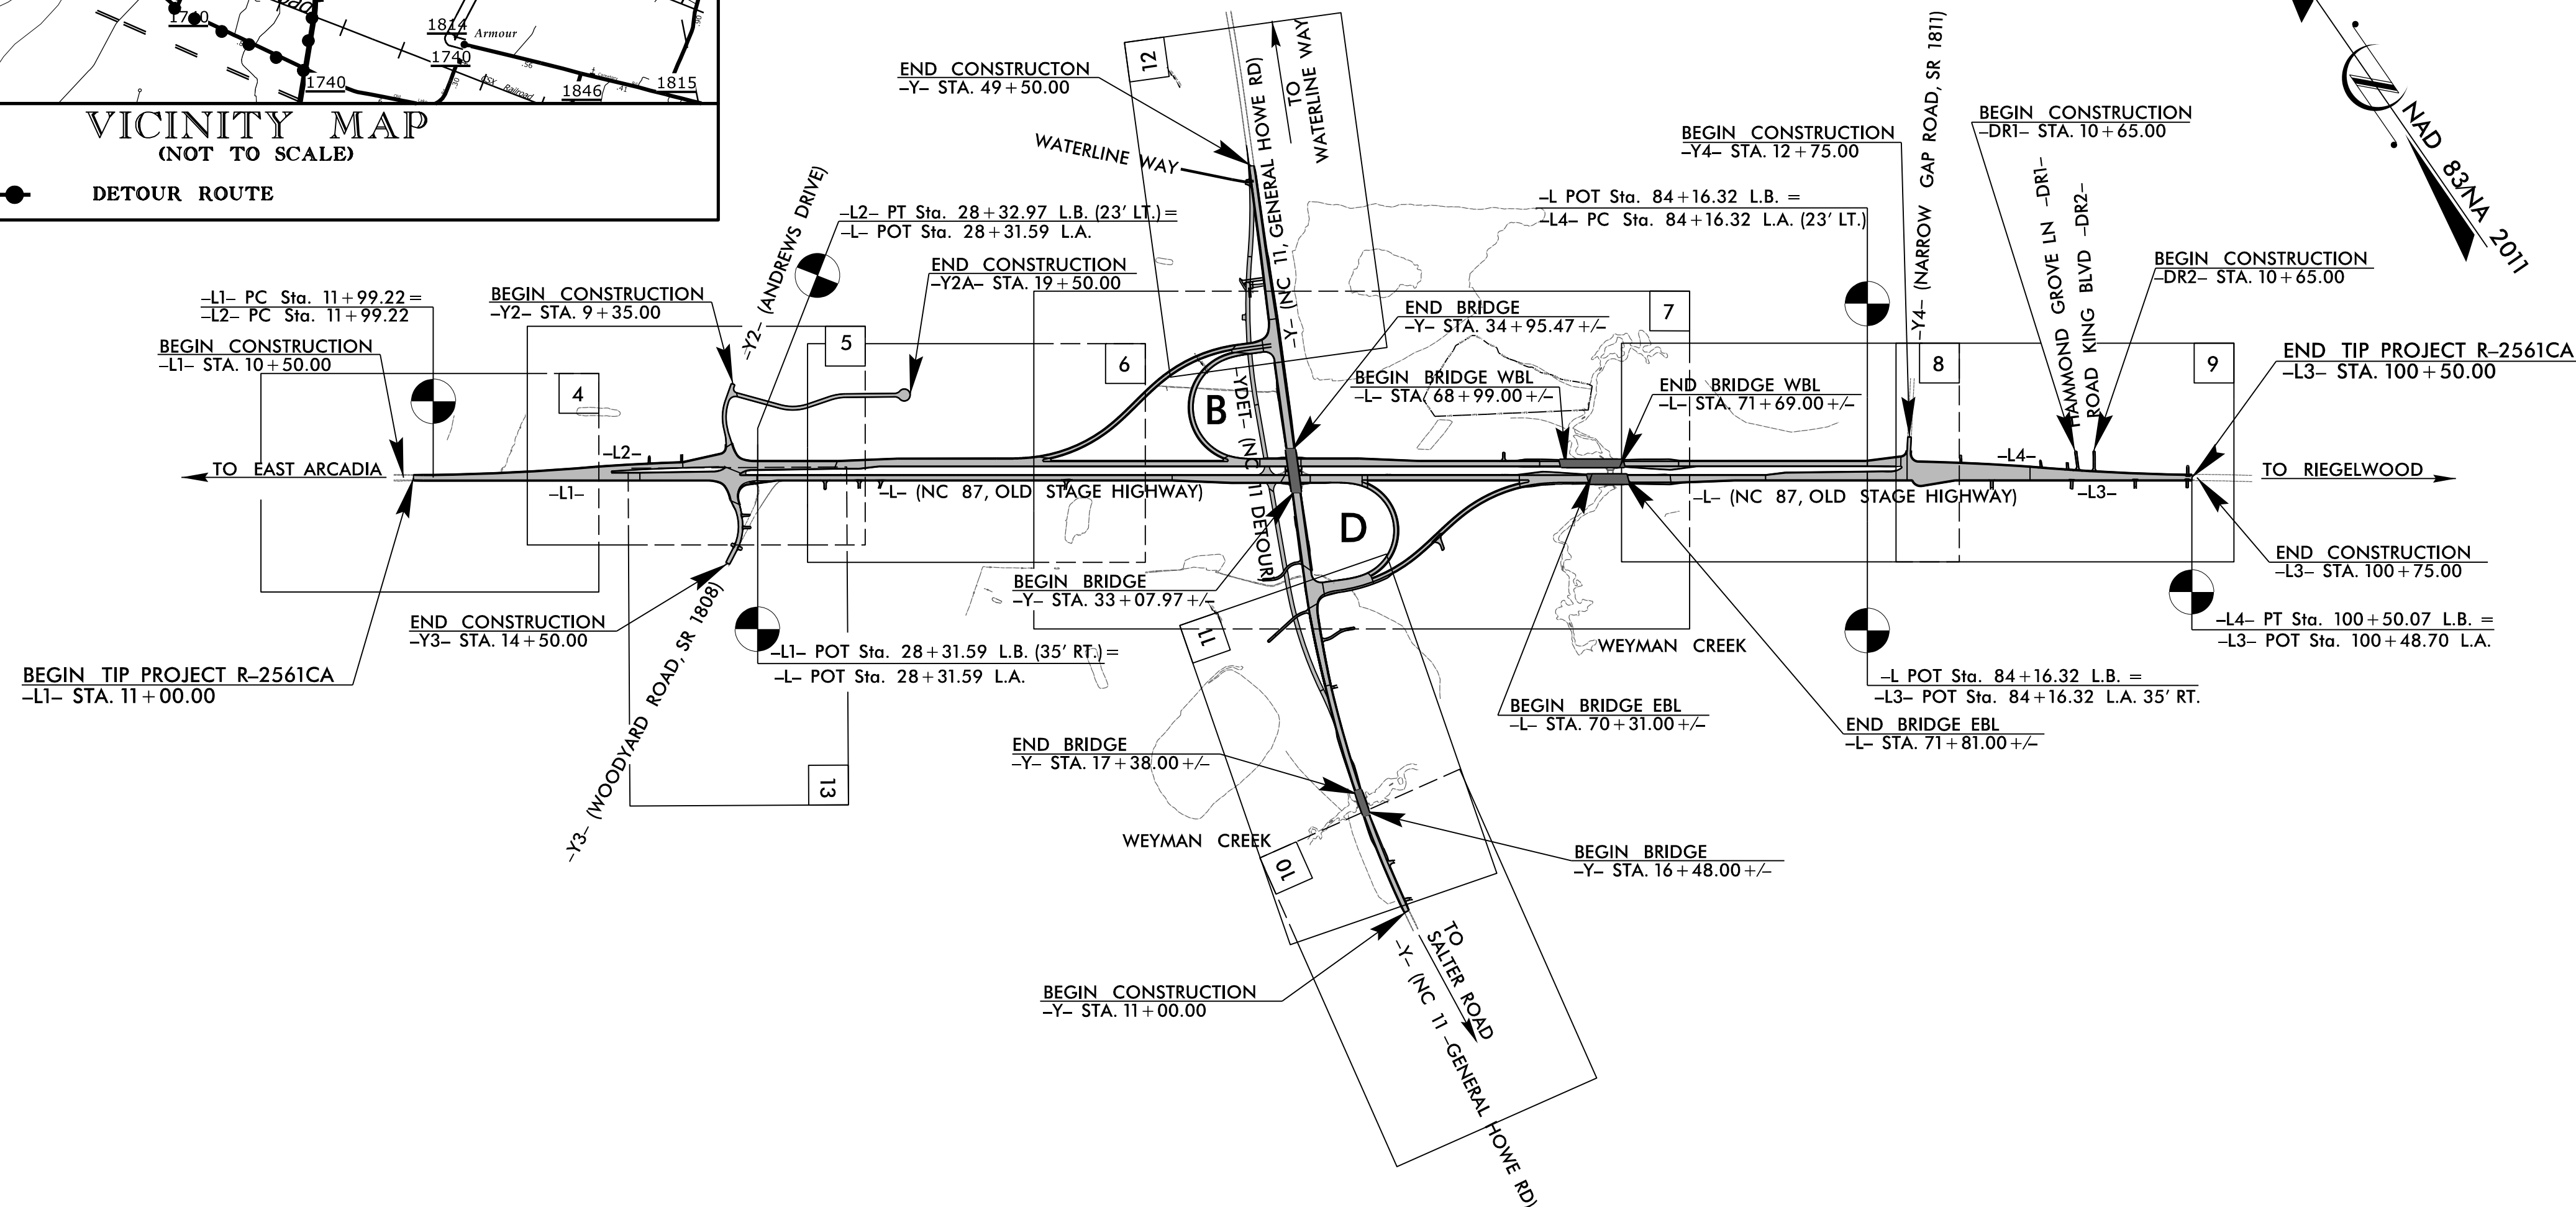 1740
1814
Armour
1740
1740
CSX Railroad
.56
.41
1846
1815
.30
.90
VICINITY MAP
(NOT TO SCALE)
DETOUR ROUTE
NAD 83/NA 2011
END CONSTRUCTON
-Y- STA. 49+50.00
WATERLINE WAY
12
TO
WATERLINE WAY
-Y- (NC 11, GENERAL HOWE RD)
BEGIN CONSTRUCTION
-Y4- STA. 12+75.00
-Y4- (NARROW GAP ROAD, SR 1811)
BEGIN CONSTRUCTION
-DR1- STA. 10+65.00
HAMMOND GROVE LN -DR1-
ROAD KING BLVD -DR2-
BEGIN CONSTRUCTION
-DR2- STA. 10+65.00
-L POT Sta. 84+16.32 L.B. =
-L4- PC Sta. 84+16.32 L.A. (23' LT.)
-L2- PT Sta. 28+32.97 L.B. (23' LT.) =
-L- POT Sta. 28+31.59 L.A.
-Y2- (ANDREWS DRIVE)
END CONSTRUCTION
-Y2A- STA. 19+50.00
-L1- PC Sta. 11+99.22 =
-L2- PC Sta. 11+99.22
BEGIN CONSTRUCTION
-Y2- STA. 9+35.00
BEGIN CONSTRUCTION
-L1- STA. 10+50.00
END BRIDGE
-Y- STA. 34+95.47 +/-
BEGIN BRIDGE WBL
-L- STA. 68+99.00 +/-
END BRIDGE WBL
-L- STA. 71+69.00 +/-
END TIP PROJECT R-2561CA
-L3- STA. 100+50.00
4
5
6
7
8
9
B
D
-YDET- (NC 11 DETOUR)
TO EAST ARCADIA
-L2-
-L1-
-L- (NC 87, OLD STAGE HIGHWAY)
-L- (NC 87, OLD STAGE HIGHWAY)
-L4-
-L3-
TO RIEGELWOOD
END CONSTRUCTION
-L3- STA. 100+75.00
BEGIN BRIDGE
-Y- STA. 33+07.97 +/-
END CONSTRUCTION
-Y3- STA. 14+50.00
-Y3- (WOODYARD ROAD, SR 1808)
-L4- PT Sta. 100+50.07 L.B. =
-L3- POT Sta. 100+48.70 L.A.
-L1- POT Sta. 28+31.59 L.B. (35' RT.) =
-L- POT Sta. 28+31.59 L.A.
WEYMAN CREEK
11
BEGIN TIP PROJECT R-2561CA
-L1- STA. 11+00.00
-L POT Sta. 84+16.32 L.B. =
-L3- POT Sta. 84+16.32 L.A. 35' RT.
BEGIN BRIDGE EBL
-L- STA. 70+31.00 +/-
END BRIDGE EBL
-L- STA. 71+81.00 +/-
END BRIDGE
-Y- STA. 17+38.00 +/-
13
WEYMAN CREEK
10
BEGIN BRIDGE
-Y- STA. 16+48.00 +/-
BEGIN CONSTRUCTION
-Y- STA. 11+00.00
TO
SALTER ROAD
-Y- (NC 11 -GENERAL HOWE RD)